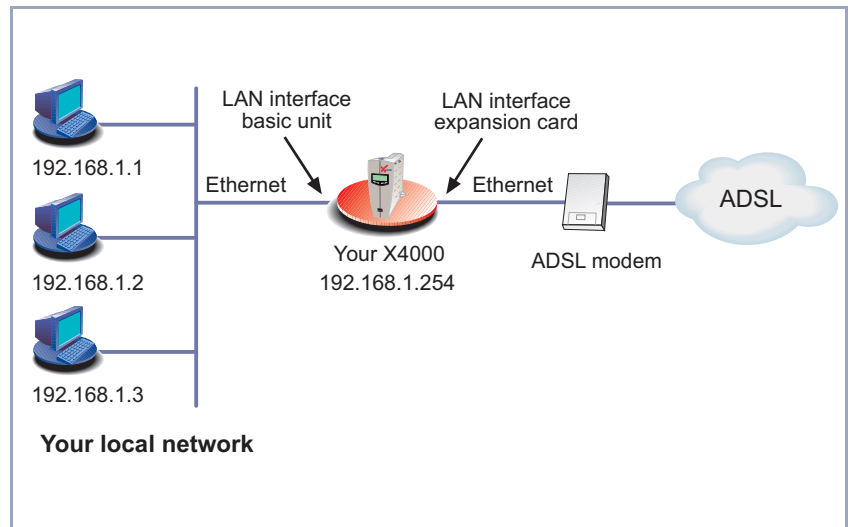 LAN interface
basic unit
LAN interface
expansion card
192.168.1.1
Ethernet
Ethernet
ADSL
Your X4000
192.168.1.254
ADSL modem
192.168.1.2
192.168.1.3
Your local network